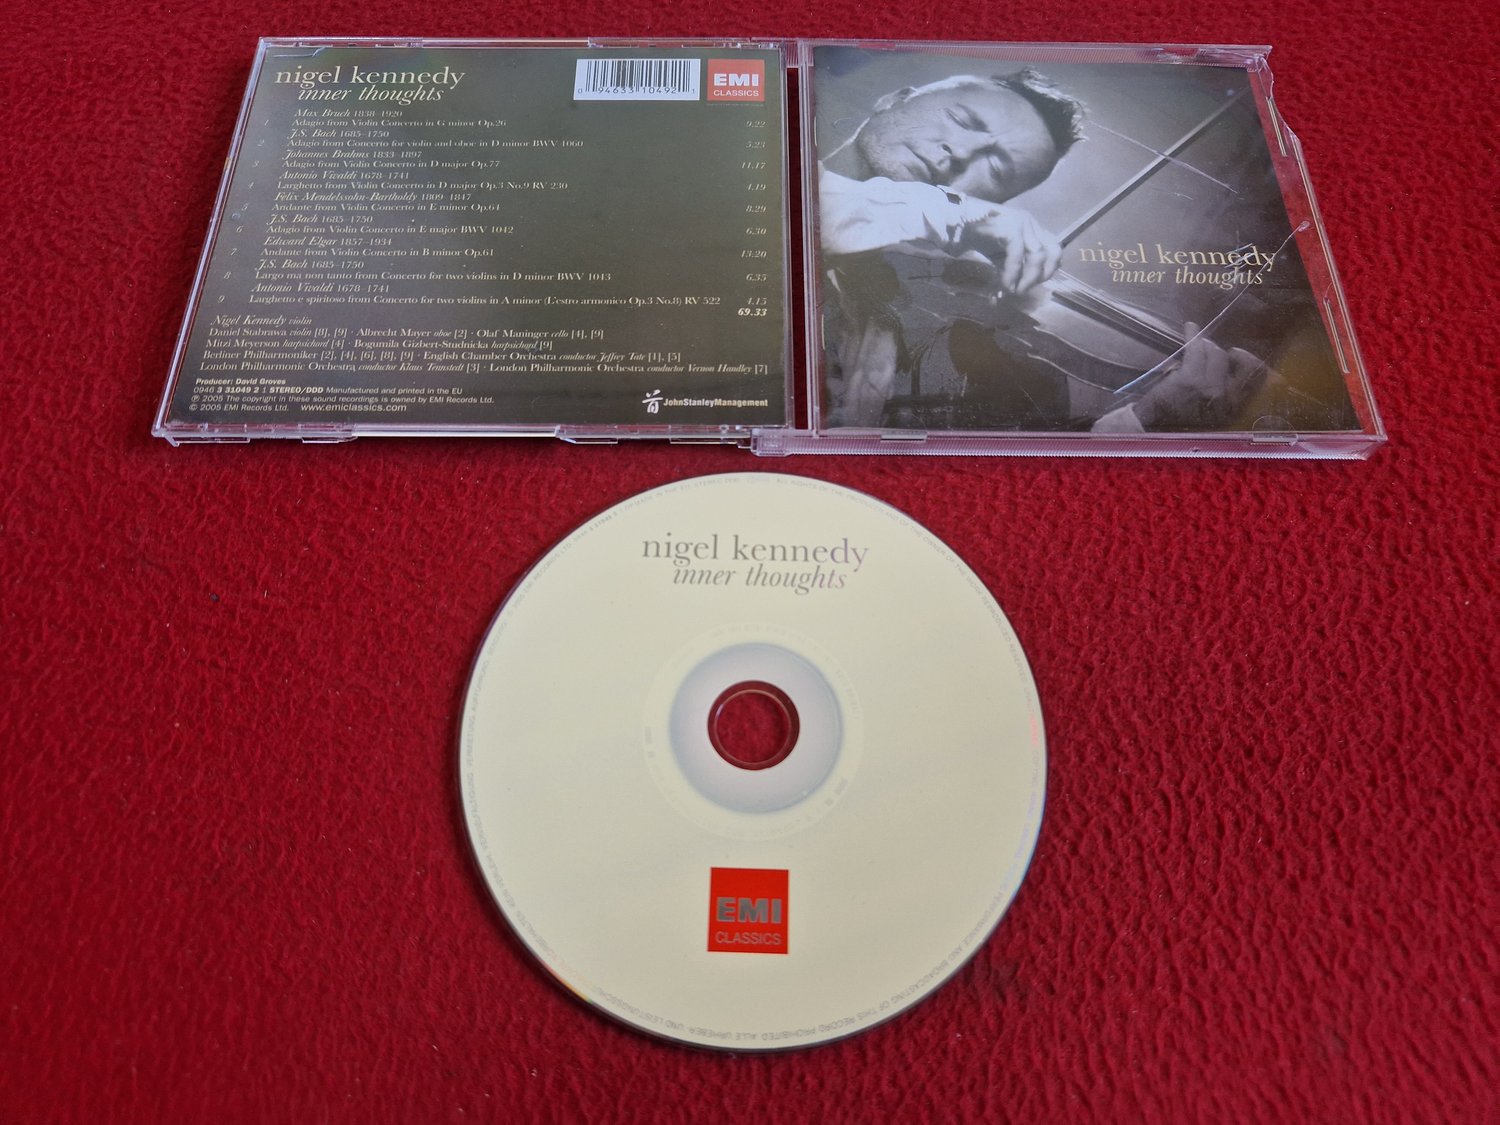 nigel kennedy
inner thoughts
0 94633 10492 1
EMI
CLASSICS
Max Bruch 1838-1920
1 Adagio from Violin Concerto in G minor Op.26 9.22
J.S. Bach 1685-1750
2 Adagio from Concerto for violin and oboe in D minor BWV 1060 5.23
Johannes Brahms 1833-1897
3 Adagio from Violin Concerto in D major Op.77 11.17
Antonio Vivaldi 1678-1741
4 Larghetto from Violin Concerto in D major Op.3 No.9 RV 230 4.19
Felix Mendelssohn-Bartholdy 1809-1847
5 Andante from Violin Concerto in E minor Op.64 8.29
J.S. Bach 1685-1750
6 Adagio from Violin Concerto in E major BWV 1042 6.30
Edward Elgar 1857-1934
7 Andante from Violin Concerto in B minor Op.61 13.20
J.S. Bach 1685-1750
8 Largo ma non tanto from Concerto for two violins in D minor BWV 1043 6.35
Antonio Vivaldi 1678-1741
9 Larghetto e spiritoso from Concerto for two violins in A minor (L'estro armonico Op.3 No.8) RV 522 4.15
69.33
Nigel Kennedy violin
Daniel Stabrawa violin [8], [9] · Albrecht Mayer oboe [2] · Olaf Maninger cello [4], [9]
Mitzi Meyerson harpsichord [4] · Bogumila Gizbert-Studnicka harpsichord [9]
Berliner Philharmoniker [2], [4], [6], [8], [9] · English Chamber Orchestra conductor Jeffrey Tate [1], [5]
London Philharmonic Orchestra conductor Klaus Tennstedt [3] · London Philharmonic Orchestra conductor Vernon Handley [7]
Producer: David Groves
0946 3 31049 2 1 STEREO/DDD Manufactured and printed in the EU
℗ 2005 The copyright in these sound recordings is owned by EMI Records Ltd.
© 2005 EMI Records Ltd. www.emiclassics.com
JohnStanleyManagement
nigel kennedy
inner thoughts
nigel kennedy
inner thoughts
EMI
CLASSICS